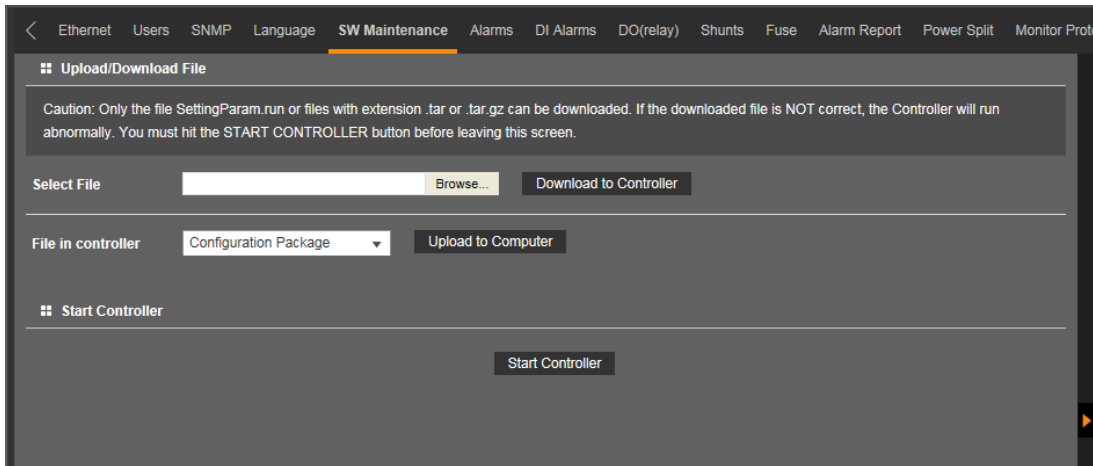 Ethernet Users SNMP Language SW Maintenance Alarms DI Alarms DO(relay) Shunts Fuse Alarm Report Power Split Monitor Prot
Upload/Download File
Caution: Only the file SettingParam.run or files with extension .tar or .tar.gz can be downloaded. If the downloaded file is NOT correct, the Controller will run
abnormally. You must hit the START CONTROLLER button before leaving this screen.
Select File Browse... Download to Controller
File in controller Configuration Package Upload to Computer
Start Controller
Start Controller